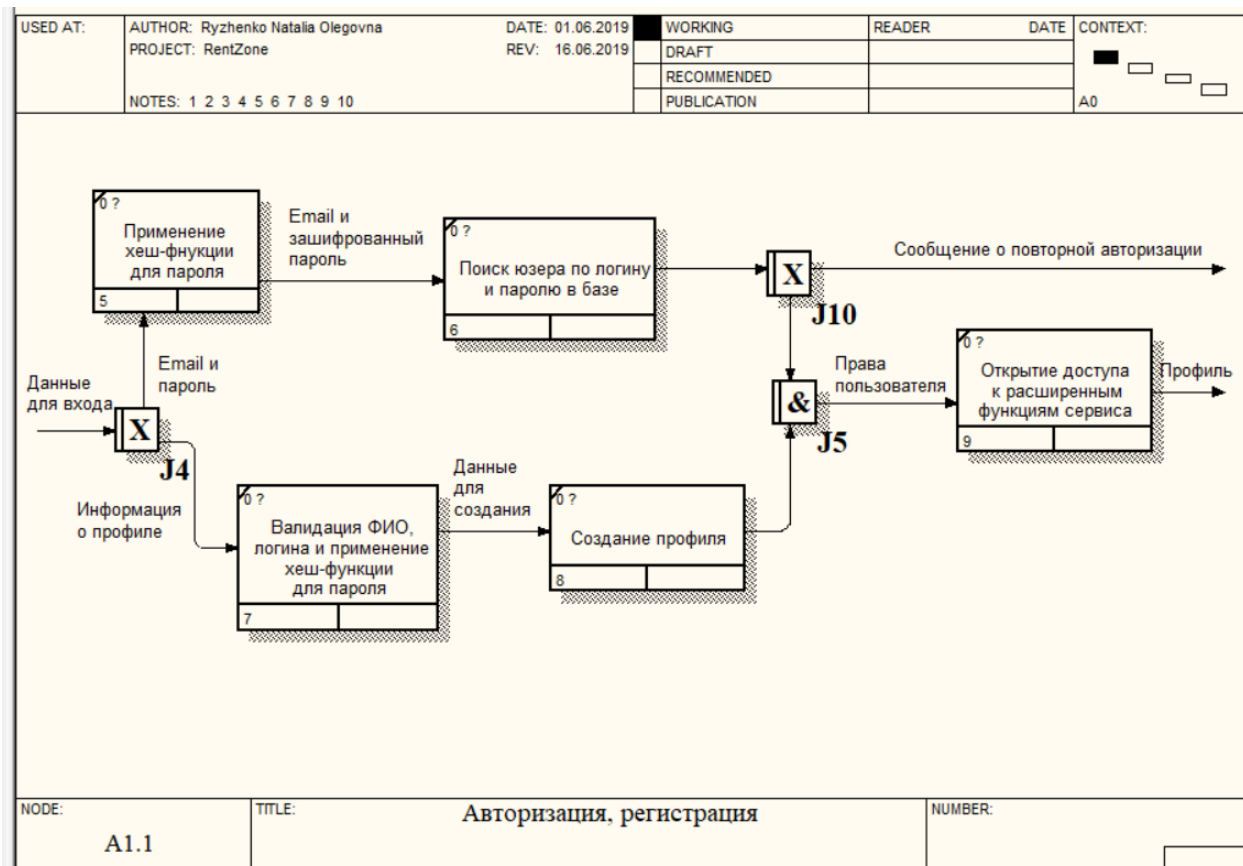 USED AT:
AUTHOR: Ryzhenko Natalia Olegovna
DATE: 01.06.2019
PROJECT: RentZone
REV: 16.06.2019
NOTES: 1 2 3 4 5 6 7 8 9 10
WORKING
DRAFT
RECOMMENDED
PUBLICATION
READER
DATE
CONTEXT:
A0
0 ?
Применение
хеш-фнукции
для пароля
5
Email и
зашифрованный
пароль
0 ?
Поиск юзера по логину
и паролю в базе
6
X
J10
Сообщение о повторной авторизации
Данные
для входа
Email и
пароль
X
J4
Информация
о профиле
0 ?
Валидация ФИО,
логина и применение
хеш-функции
для пароля
7
Данные
для
создания
0 ?
Создание профиля
8
&
J5
Права
пользователя
0 ?
Открытие доступа
к расширенным
функциям сервиса
9
Профиль
NODE:
A1.1
TITLE:
Авторизация, регистрация
NUMBER: